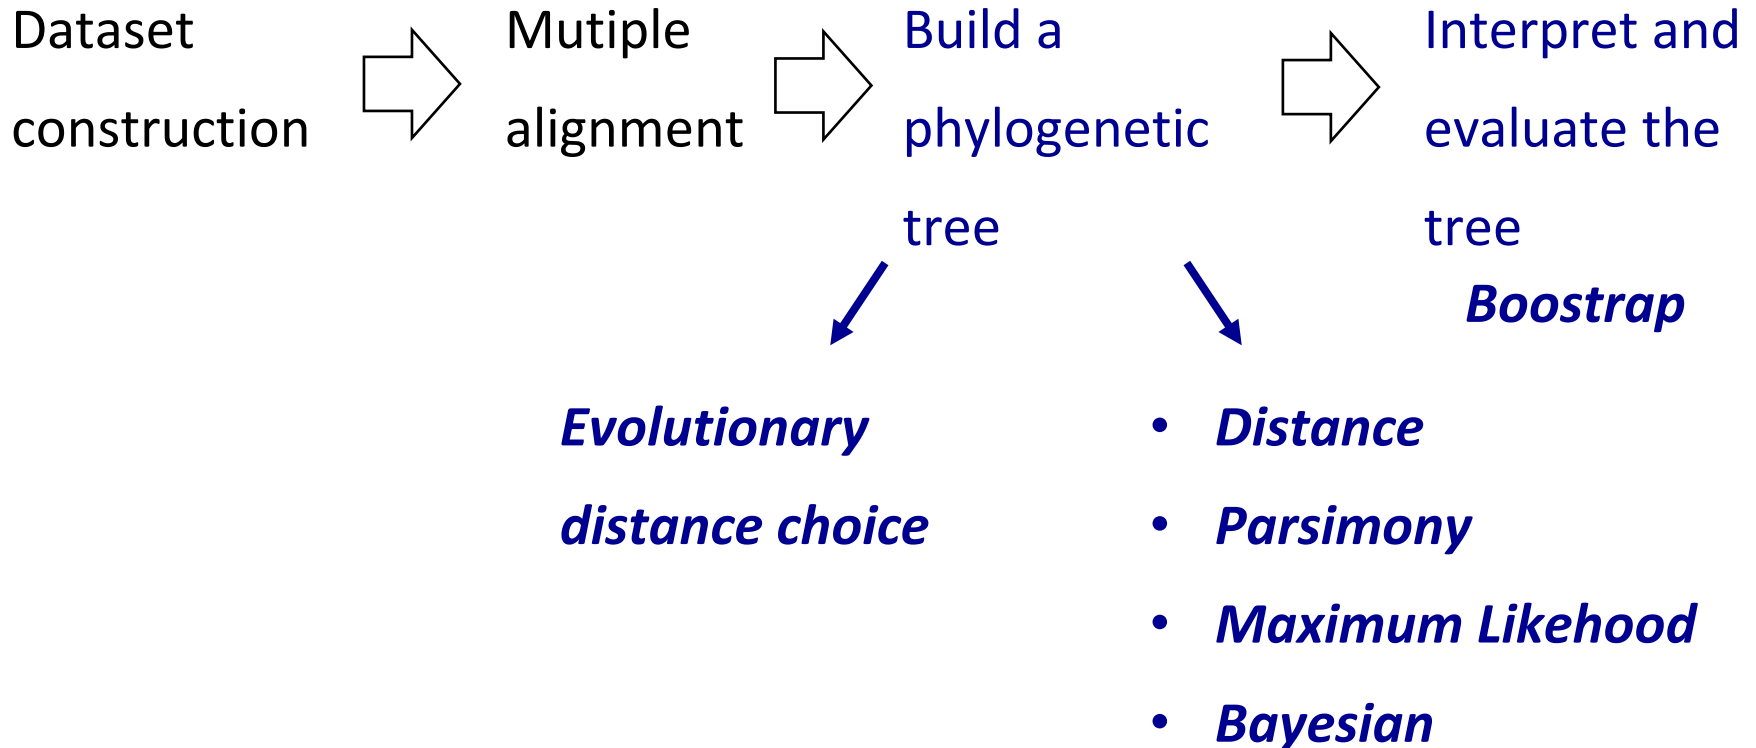 Dataset
construction
Mutiple
alignment
Build a
phylogenetic
tree
Interpret and
evaluate the
tree
Boostrap
Evolutionary
distance choice
• Distance
• Parsimony
• Maximum Likehood
• Bayesian